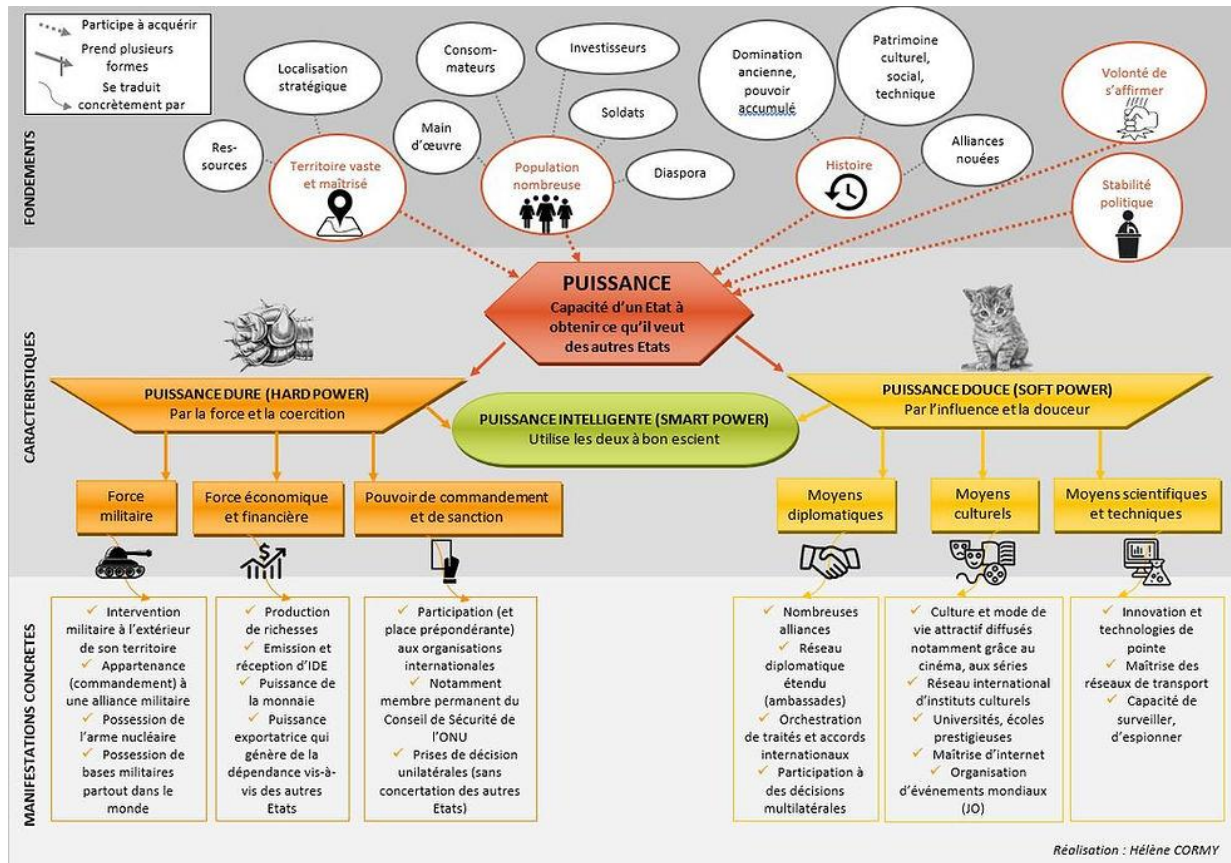 Participe à acquérir
Prend plusieurs
formes
Se traduit
concrètement par
FONDEMENTS
Localisation
stratégique
Res-
sources
Territoire vaste
et maîtrisé
Consom-
mateurs
Investisseurs
Main
d'œuvre
Soldats
Diaspora
Population
nombreuse
Domination
ancienne,
pouvoir
accumulé
Patrimoine
culturel,
social,
technique
Alliances
nouées
Histoire
Volonté de
s'affirmer
Stabilité
politique
CARACTERISTIQUES
PUISSANCE
Capacité d'un Etat à
obtenir ce qu'il veut
des autres Etats
PUISSANCE DURE (HARD POWER)
Par la force et la coercition
PUISSANCE INTELLIGENTE (SMART POWER)
Utilise les deux à bon escient
PUISSANCE DOUCE (SOFT POWER)
Par l'influence et la douceur
Force
militaire
Force économique
et financière
Pouvoir de commandement
et de sanction
Moyens
diplomatiques
Moyens
culturels
Moyens scientifiques
et techniques
MANIFESTATIONS CONCRETES
✓ Intervention
militaire à l'extérieur
de son territoire
✓ Appartenance
(commandement) à
une alliance militaire
✓ Possession de
l'arme nucléaire
✓ Possession de
bases militaires
partout dans le
monde
✓ Production
de richesses
✓ Emission et
réception d'IDE
✓ Puissance de
la monnaie
✓ Puissance
exportatrice qui
génère de la
dépendance vis-à-
vis des autres
Etats
✓ Participation (et
place prépondérante)
aux organisations
internationales
✓ Notamment
membre permanent du
Conseil de Sécurité de
l'ONU
✓ Prises de décision
unilatérales (sans
concertation des autres
Etats)
✓ Nombreuses
alliances
✓ Réseau
diplomatique
étendu
(ambassades)
✓ Orchestration
de traités et accords
internationaux
✓ Participation à
des décisions
multilatérales
✓ Culture et mode de
vie attractif diffusés
notamment grâce au
cinéma, aux séries
✓ Réseau international
d'instituts culturels
✓ Universités, écoles
prestigieuses
✓ Maîtrise d'internet
✓ Organisation
d'événements mondiaux
(JO)
✓ Innovation et
technologies de
pointe
✓ Maîtrise des
réseaux de transport
✓ Capacité de
surveiller,
d'espionner
Réalisation : Hélène CORMY